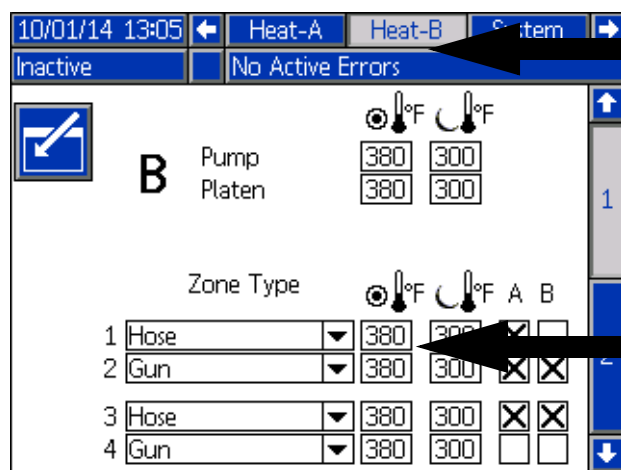 10/01/14 13:05 Heat-A Heat-B System
Inactive No Active Errors
°F °F
B Pump 380 300
Platen 380 300
1
Zone Type °F °F A B
1 Hose 380 300
2 Gun 380 300
2
3 Hose 380 300
4 Gun 380 300